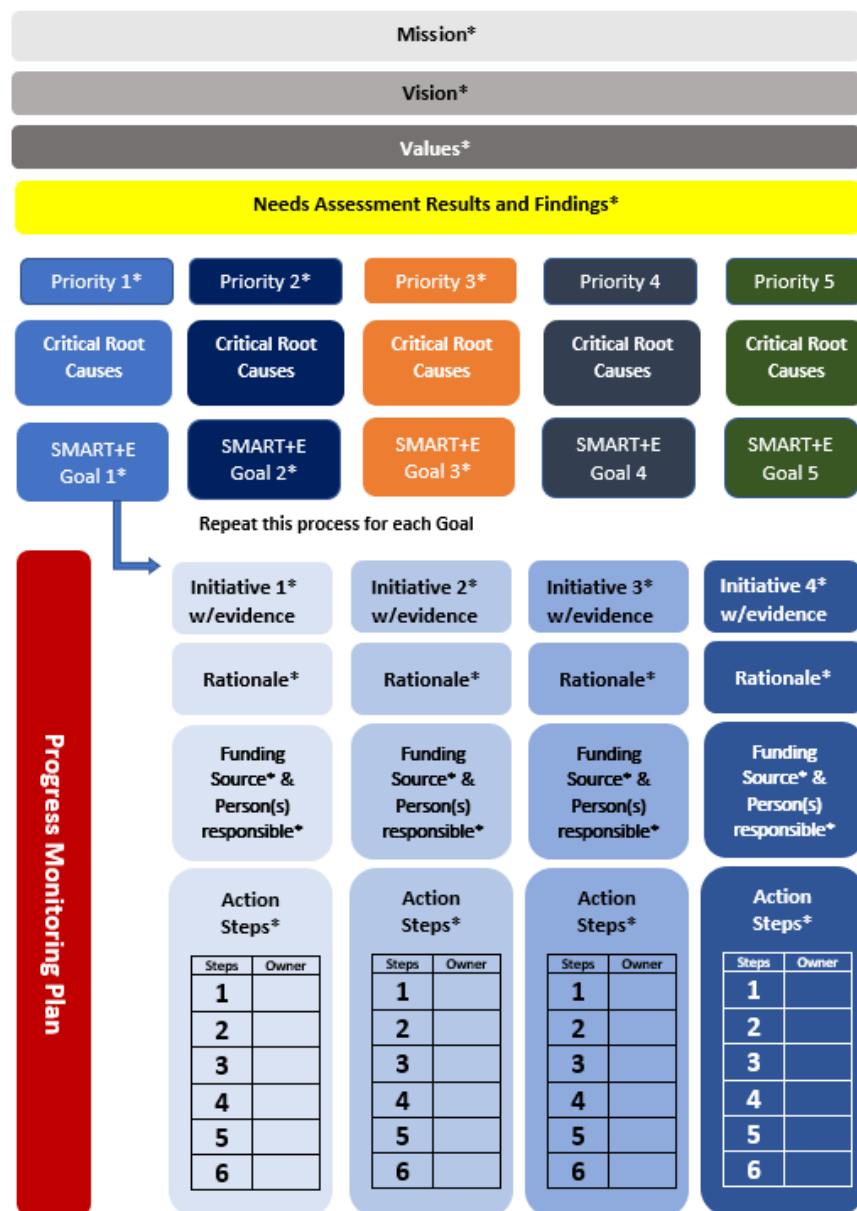 Mission*
Vision*
Values*
Needs Assessment Results and Findings*
Priority 1*
Priority 2*
Priority 3*
Priority 4
Priority 5
Critical Root
Causes
Critical Root
Causes
Critical Root
Causes
Critical Root
Causes
Critical Root
Causes
SMART+E
Goal 1*
SMART+E
Goal 2*
SMART+E
Goal 3*
SMART+E
Goal 4
SMART+E
Goal 5
Repeat this process for each Goal
Progress Monitoring Plan
Initiative 1*
w/evidence
Initiative 2*
w/evidence
Initiative 3*
w/evidence
Initiative 4*
w/evidence
Rationale*
Rationale*
Rationale*
Rationale*
Funding
Source* &
Person(s)
responsible*
Funding
Source* &
Person(s)
responsible*
Funding
Source* &
Person(s)
responsible*
Funding
Source* &
Person(s)
responsible*
Action
Steps*
Steps Owner
1
2
3
4
5
6
Action
Steps*
Steps Owner
1
2
3
4
5
6
Action
Steps*
Steps Owner
1
2
3
4
5
6
Action
Steps*
Steps Owner
1
2
3
4
5
6